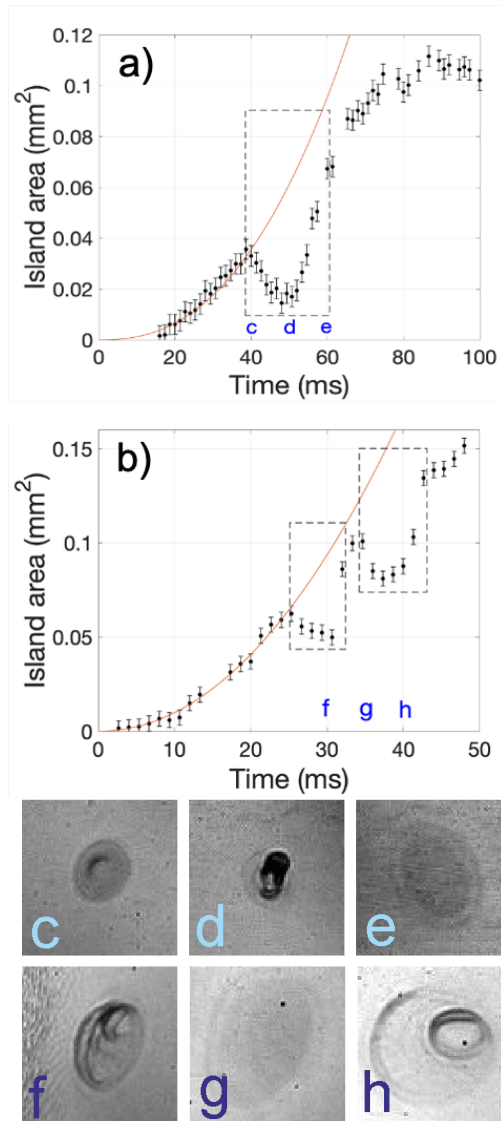 a)
Island area (mm²)
0.12
0.1
0.08
0.06
0.04
0.02
0
c d e
0 20 40 60 80 100
Time (ms)
b)
Island area (mm²)
0.15
0.1
0.05
0
f g h
0 10 20 30 40 50
Time (ms)
c d e
f g h